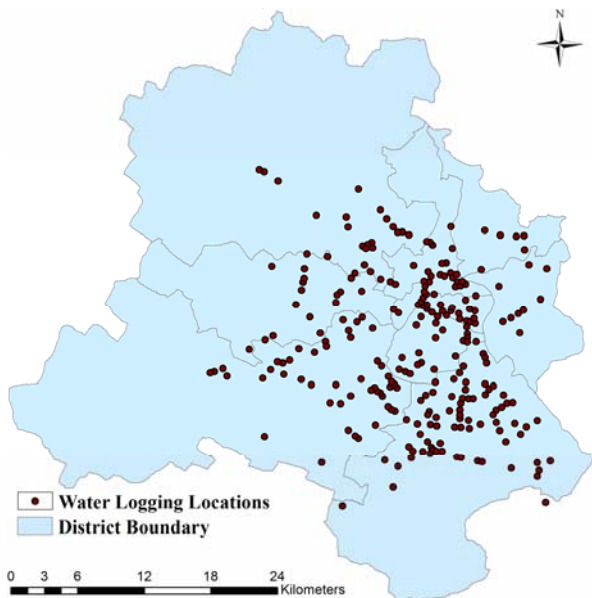 N
Water Logging Locations
District Boundary
0 3 6 12 18 24
Kilometers